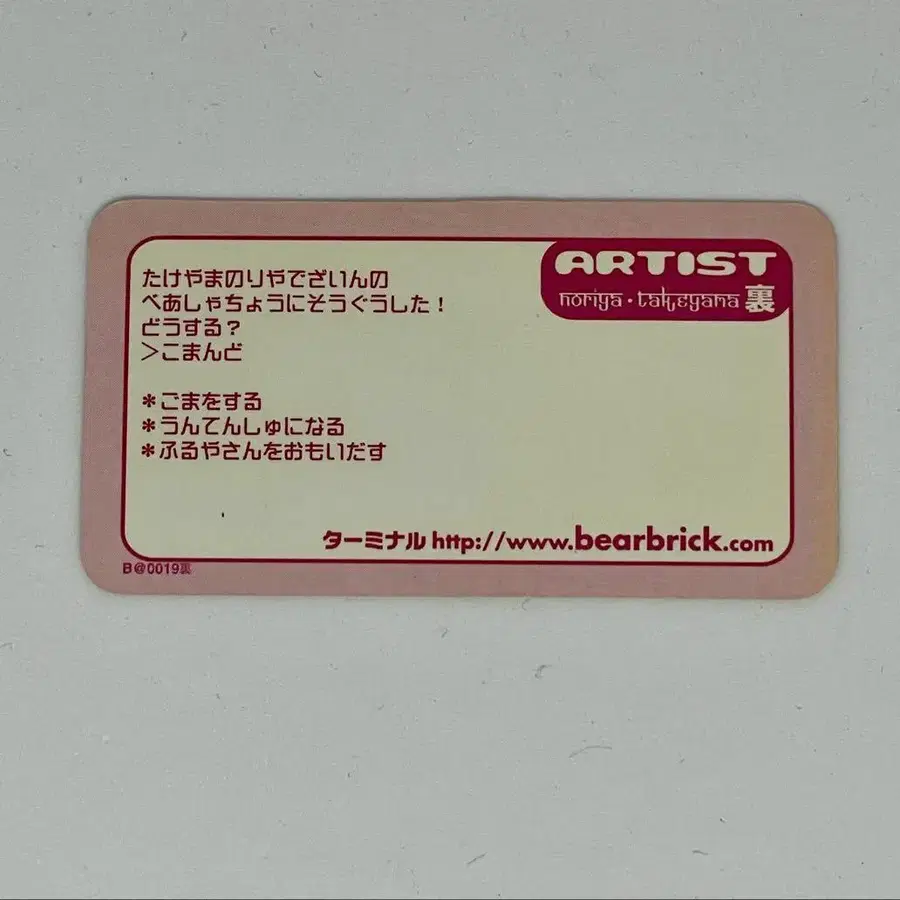 ARTIST
noriya・takeyama 裏
たけやまのりやでざいんの
べあしゃちょうにそうぐうした！
どうする？
＞こまんど
＊ごまをする
＊うんてんしゅになる
＊ふるやさんをおもいだす
ターミナル http://www.bearbrick.com
B@0019裏